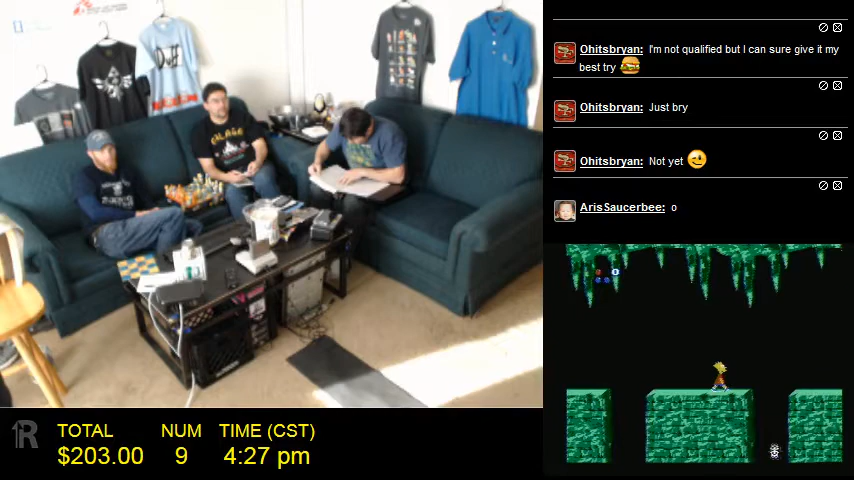 Duff
Ohitsbryan: I'm not qualified but I can sure give it my
best try
Ohitsbryan: Just bry
Ohitsbryan: Not yet
ArisSaucerbee: o
TOTAL NUM TIME (CST)
$203.00 9 4:27 pm